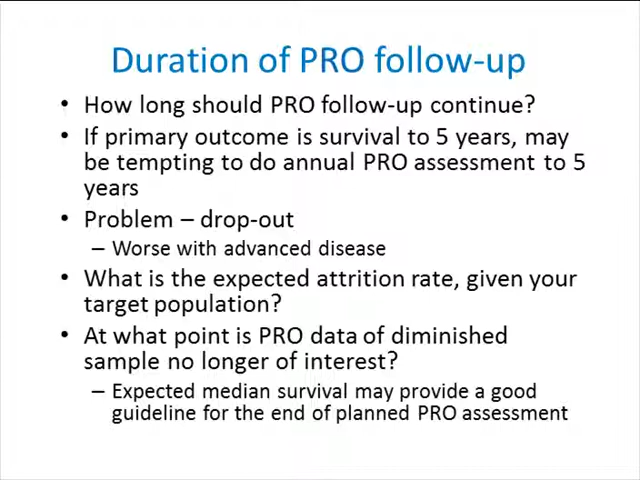 Duration of PRO follow-up
• How long should PRO follow-up continue?
• If primary outcome is survival to 5 years, may
be tempting to do annual PRO assessment to 5
years
• Problem – drop-out
– Worse with advanced disease
• What is the expected attrition rate, given your
target population?
• At what point is PRO data of diminished
sample no longer of interest?
– Expected median survival may provide a good
guideline for the end of planned PRO assessment